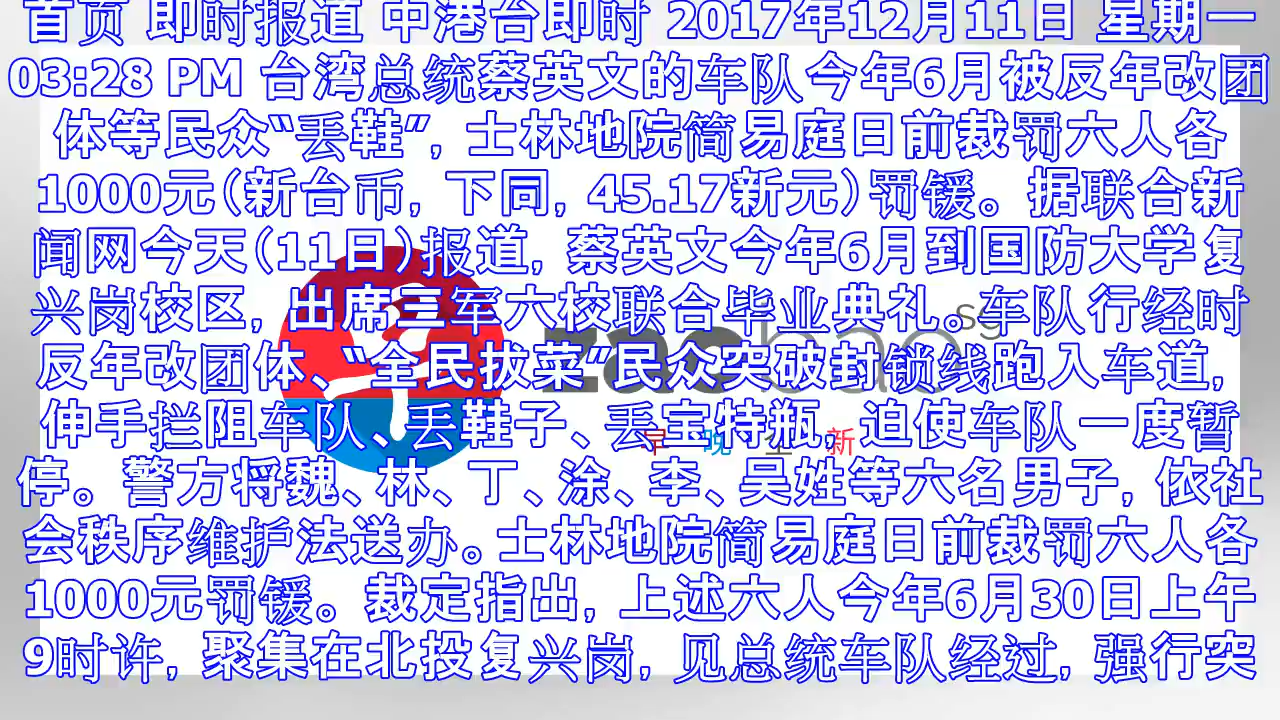 首页 即时报道 中港台即时 2017年12月11日 星期一
03:28 PM 台湾总统蔡英文的车队今年6月被反年改团
体等民众“丢鞋”，士林地院简易庭日前裁罚六人各
1000元（新台币，下同，45.17新元）罚锾。据联合新
闻网今天（11日）报道，蔡英文今年6月到国防大学复
兴岗校区，出席三军六校联合毕业典礼。车队行经时
反年改團体、“全民拔菜”民众突破封锁线跑入车道，
伸手拦阻车队、丢鞋子、丢宝特瓶，迫使车队一度暂
停。警方将魏、林、丁、涂、李、吴姓等六名男子，依社
会秩序维护法送办。士林地院简易庭日前裁罚六人各
1000元罚锾。裁定指出，上述六人今年6月30日上午
9时许，聚集在北投复兴岗，见总统车队经过，强行突
早
zaobao
sg
早 晚 全 新